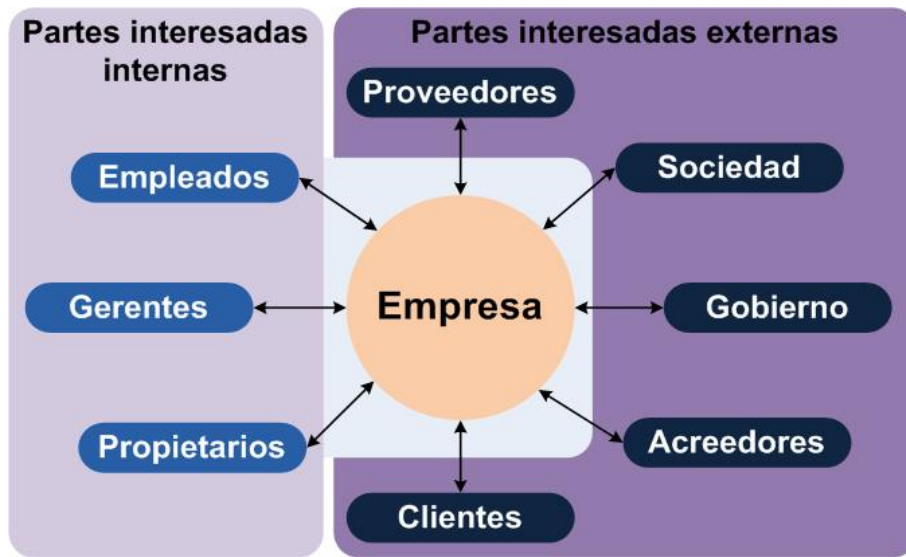 Partes interesadas
internas
Partes interesadas externas
Proveedores
Empleados
Sociedad
Gerentes
Empresa
Gobierno
Propietarios
Acreedores
Clientes